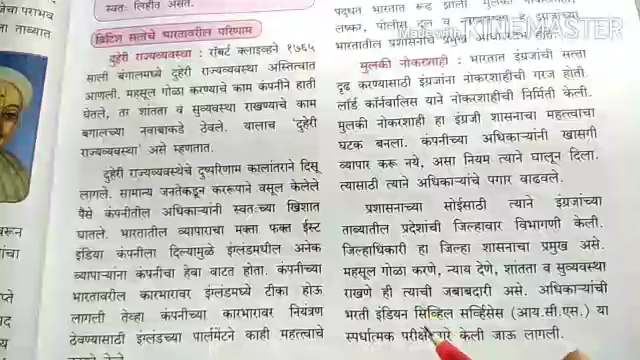 स्वतः लिहीत असत.
ब्रिटिश सत्तेचे भारतावरील परिणाम
दुहेरी राज्यव्यवस्था : रॉबर्ट क्लाइव्हने १७६५
साली बंगालमध्ये दुहेरी राज्यव्यवस्था अस्तित्वात
आणली. महसूल गोळा करण्याचे काम कंपनीने हाती
घेतले, तर शांतता व सुव्यवस्था राखण्याचे काम
बंगालच्या नवाबाकडे ठेवले. यालाच 'दुहेरी
राज्यव्यवस्था' असे म्हणतात.
दुहेरी राज्यव्यवस्थेचे दुष्परिणाम कालांतराने दिसू
लागले. सामान्य जनतेकडून कररूपाने वसूल केलेले
पैसे कंपनीतील अधिकाऱ्यांनी स्वतःच्या खिशात
घातले. भारतातील व्यापाराचा मक्ता फक्त ईस्ट
इंडिया कंपनीला दिल्यामुळे इंग्लंडमधील अनेक
व्यापाऱ्यांना कंपनीचा हेवा वाटत होता. कंपनीच्या
भारतावरील कारभारावर इंग्लंडमध्ये टीका होऊ
लागली तेव्हा कंपनीच्या कारभारावर नियंत्रण
ठेवण्यासाठी इंग्लंडच्या पार्लमेंटने काही महत्त्वाचे
पद्धत भारतात रूढ झाली
लष्कर, पोलीस दल व
भारतातील प्रशासनाचे प्रमुख
मुलकी नोकरशाही : भारतात इंग्रजांची सत्ता
दृढ करण्यासाठी इंग्रजांना नोकरशाहीची गरज होती.
लॉर्ड कॉर्नवालिस याने नोकरशाहीची निर्मिती केली.
मुलकी नोकरशाही हा इंग्रजी शासनाचा महत्त्वाचा
घटक बनला. कंपनीच्या अधिकाऱ्यांनी खासगी
व्यापार करू नये, असा नियम त्याने घालून दिला.
त्यासाठी त्याने अधिकाऱ्यांचे पगार वाढवले.
प्रशासनाच्या सोईसाठी त्याने इंग्रजांच्या
ताब्यातील प्रदेशांची जिल्हावार विभागणी केली.
जिल्हाधिकारी हा जिल्हा शासनाचा प्रमुख असे.
महसूल गोळा करणे, न्याय देणे, शांतता व सुव्यवस्था
राखणे ही त्याची जबाबदारी असे. अधिकाऱ्यांची
भरती इंडियन सिव्हिल सर्व्हिसेस (आय.सी.एस.) या
स्पर्धात्मक परीक्षेद्वारे केली जाऊ लागली.
KINEMASTER